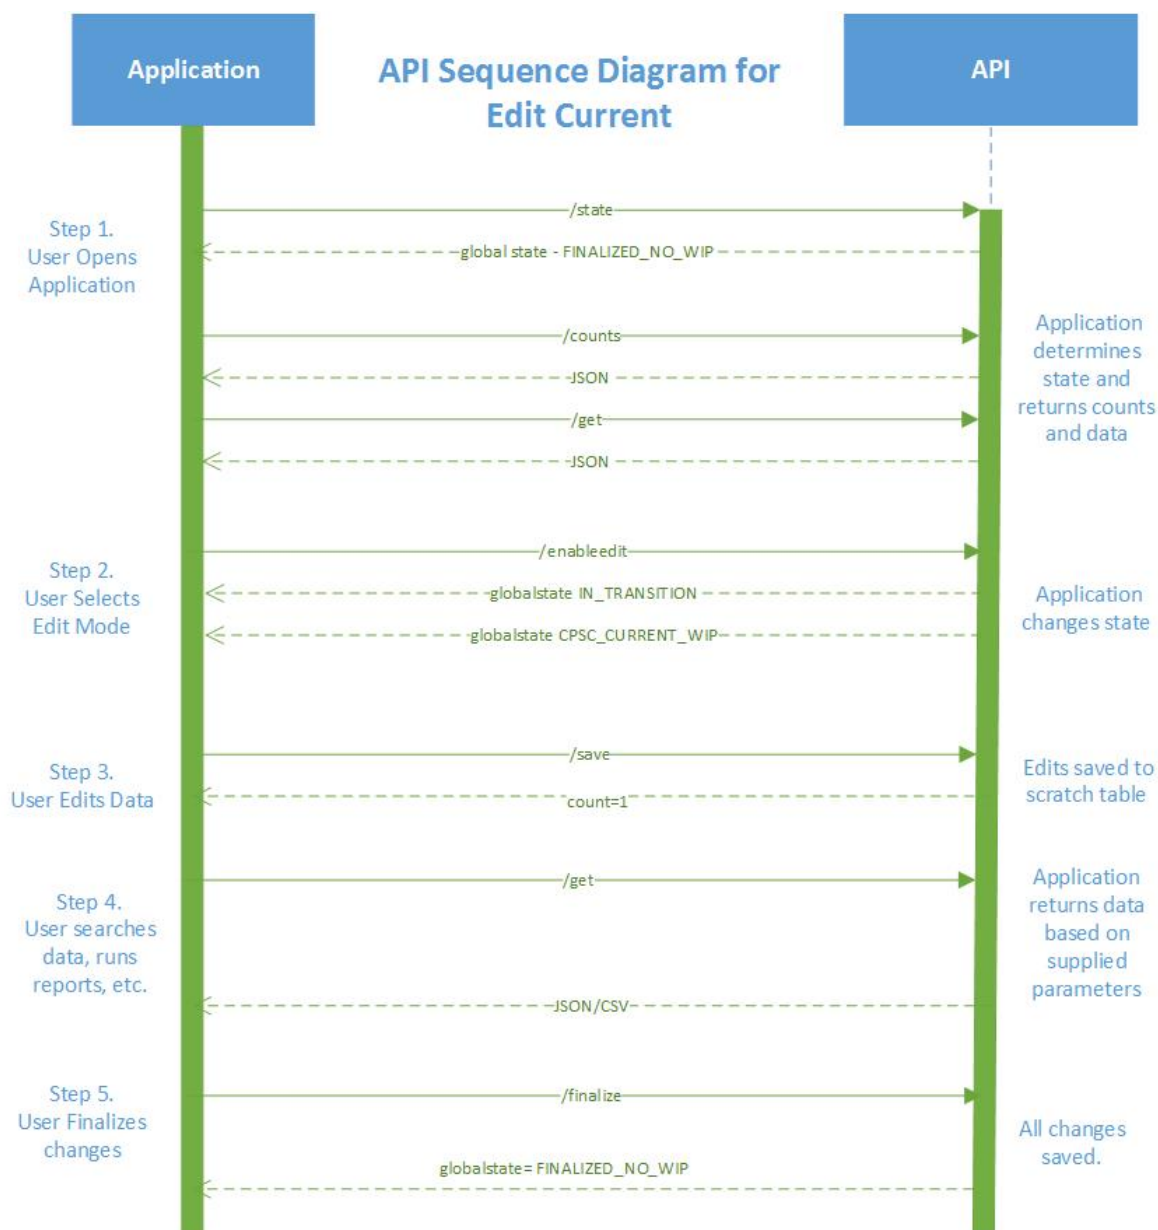 Application
API Sequence Diagram for
Edit Current
API
/state
Step 1.
User Opens
Application
global state - FINALIZED_NO_WIP
/counts
Application
determines
state and
returns counts
and data
JSON
/get
JSON
/enableedit
Step 2.
User Selects
Edit Mode
globalstate IN_TRANSITION
Application
changes state
globalstate CPSC_CURRENT_WIP
/save
Step 3.
User Edits Data
Edits saved to
scratch table
count=1
/get
Step 4.
User searches
data, runs
reports, etc.
Application
returns data
based on
supplied
parameters
JSON/CSV
Step 5.
User Finalizes
changes
/finalize
All changes
saved.
globalstate= FINALIZED_NO_WIP